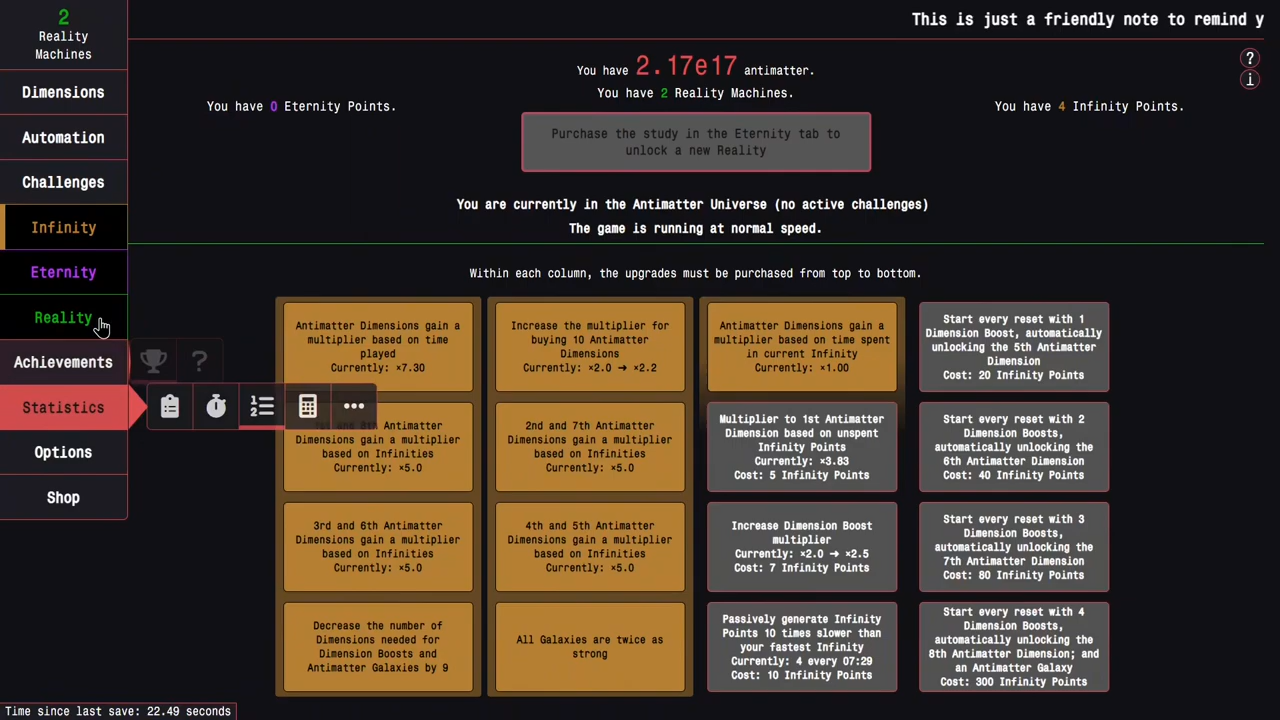 This is just a friendly note to remind y
2
Reality
Machines
Dimensions
Automation
Challenges
Infinity
Eternity
Reality
Achievements
?
Statistics
Options
Shop
You have 2.17e17 antimatter.
You have 2 Reality Machines.
You have 0 Eternity Points.
You have 4 Infinity Points.
?
i
Purchase the study in the Eternity tab to
unlock a new Reality
You are currently in the Antimatter Universe (no active challenges)
The game is running at normal speed.
Within each column, the upgrades must be purchased from top to bottom.
Antimatter Dimensions gain a
multiplier based on time
played
Currently: ×7.30
Increase the multiplier for
buying 10 Antimatter
Dimensions
Currently: ×2.0 → ×2.2
Antimatter Dimensions gain a
multiplier based on time spent
in current Infinity
Currently: ×1.00
Start every reset with 1
Dimension Boost, automatically
unlocking the 5th Antimatter
Dimension
Cost: 20 Infinity Points
Antimatter
Dimensions gain a multiplier
based on Infinities
Currently: ×5.0
2nd and 7th Antimatter
Dimensions gain a multiplier
based on Infinities
Currently: ×5.0
Multiplier to 1st Antimatter
Dimension based on unspent
Infinity Points
Currently: ×3.83
Cost: 5 Infinity Points
Start every reset with 2
Dimension Boosts,
automatically unlocking the
6th Antimatter Dimension
Cost: 40 Infinity Points
3rd and 6th Antimatter
Dimensions gain a multiplier
based on Infinities
Currently: ×5.0
4th and 5th Antimatter
Dimensions gain a multiplier
based on Infinities
Currently: ×5.0
Increase Dimension Boost
multiplier
Currently: ×2.0 → ×2.5
Cost: 7 Infinity Points
Start every reset with 3
Dimension Boosts,
automatically unlocking the
7th Antimatter Dimension
Cost: 80 Infinity Points
Decrease the number of
Dimensions needed for
Dimension Boosts and
Antimatter Galaxies by 9
All Galaxies are twice as
strong
Passively generate Infinity
Points 10 times slower than
your fastest Infinity
Currently: 4 every 07:29
Cost: 10 Infinity Points
Start every reset with 4
Dimension Boosts,
automatically unlocking the
8th Antimatter Dimension; and
an Antimatter Galaxy
Cost: 300 Infinity Points
Time since last save: 22.49 seconds